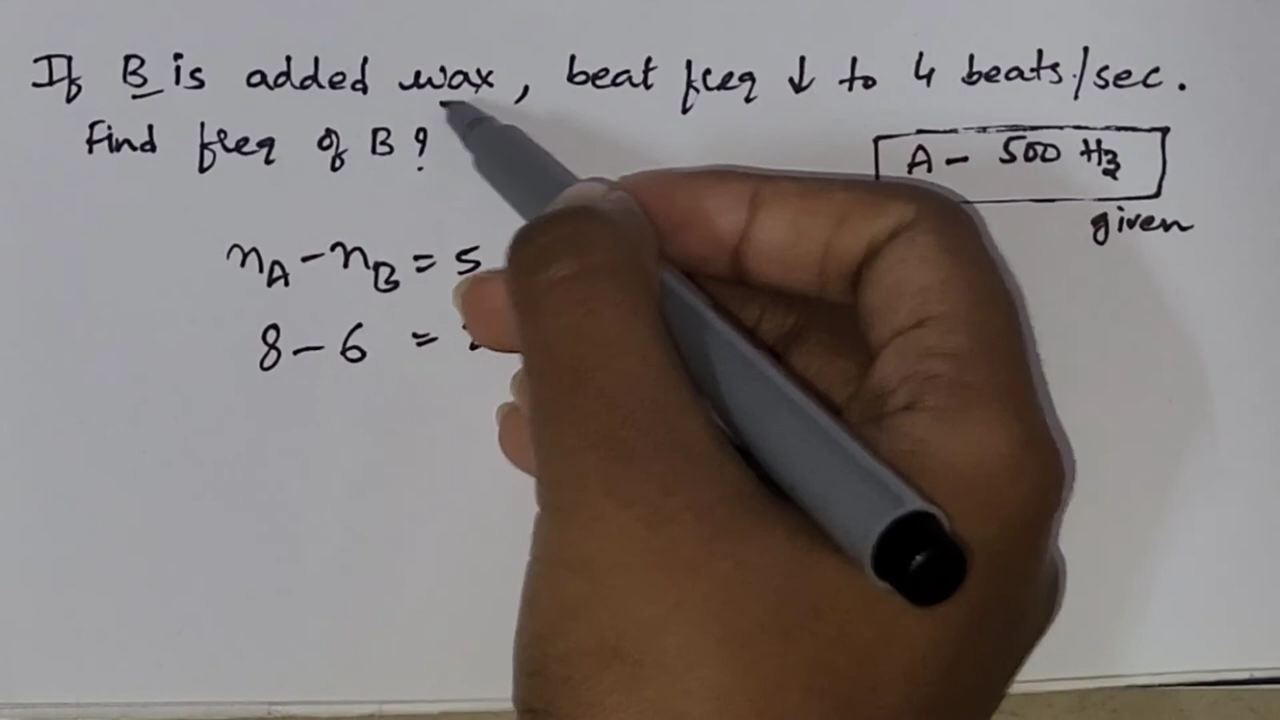 If B is added wax, beat freq ↓ to 4 beats/sec.
Find freq of B?
A - 500 Hz
given
nA - nB = 5
8 - 6 =